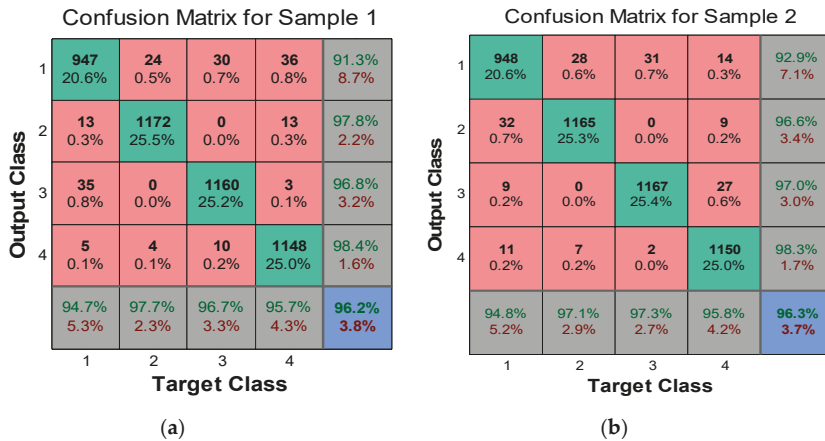 Confusion Matrix for Sample 1
947 24 30 36 91.3%
1 20.6% 0.5% 0.7% 0.8% 8.7%
13 1172 0 13 97.8%
2 0.3% 25.5% 0.0% 0.3% 2.2%
35 0 1160 3 96.8%
3 0.8% 0.0% 25.2% 0.1% 3.2%
5 4 10 1148 98.4%
4 0.1% 0.1% 0.2% 25.0% 1.6%
94.7% 97.7% 96.7% 95.7% 96.2%
5.3% 2.3% 3.3% 4.3% 3.8%
1 2 3 4
Output Class
Target Class
(a)
Confusion Matrix for Sample 2
948 28 31 14 92.9%
1 20.6% 0.6% 0.7% 0.3% 7.1%
32 1165 0 9 96.6%
2 0.7% 25.3% 0.0% 0.2% 3.4%
9 0 1167 27 97.0%
3 0.2% 0.0% 25.4% 0.6% 3.0%
11 7 2 1150 98.3%
4 0.2% 0.2% 0.0% 25.0% 1.7%
94.8% 97.1% 97.3% 95.8% 96.3%
5.2% 2.9% 2.7% 4.2% 3.7%
1 2 3 4
Output Class
Target Class
(b)